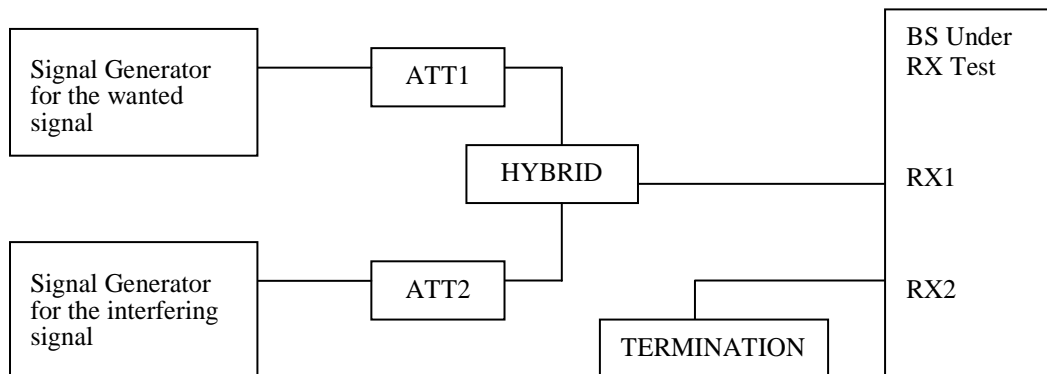 Signal Generator
for the wanted
signal
ATT1
HYBRID
BS Under
RX Test
RX1
Signal Generator
for the interfering
signal
ATT2
RX2
TERMINATION